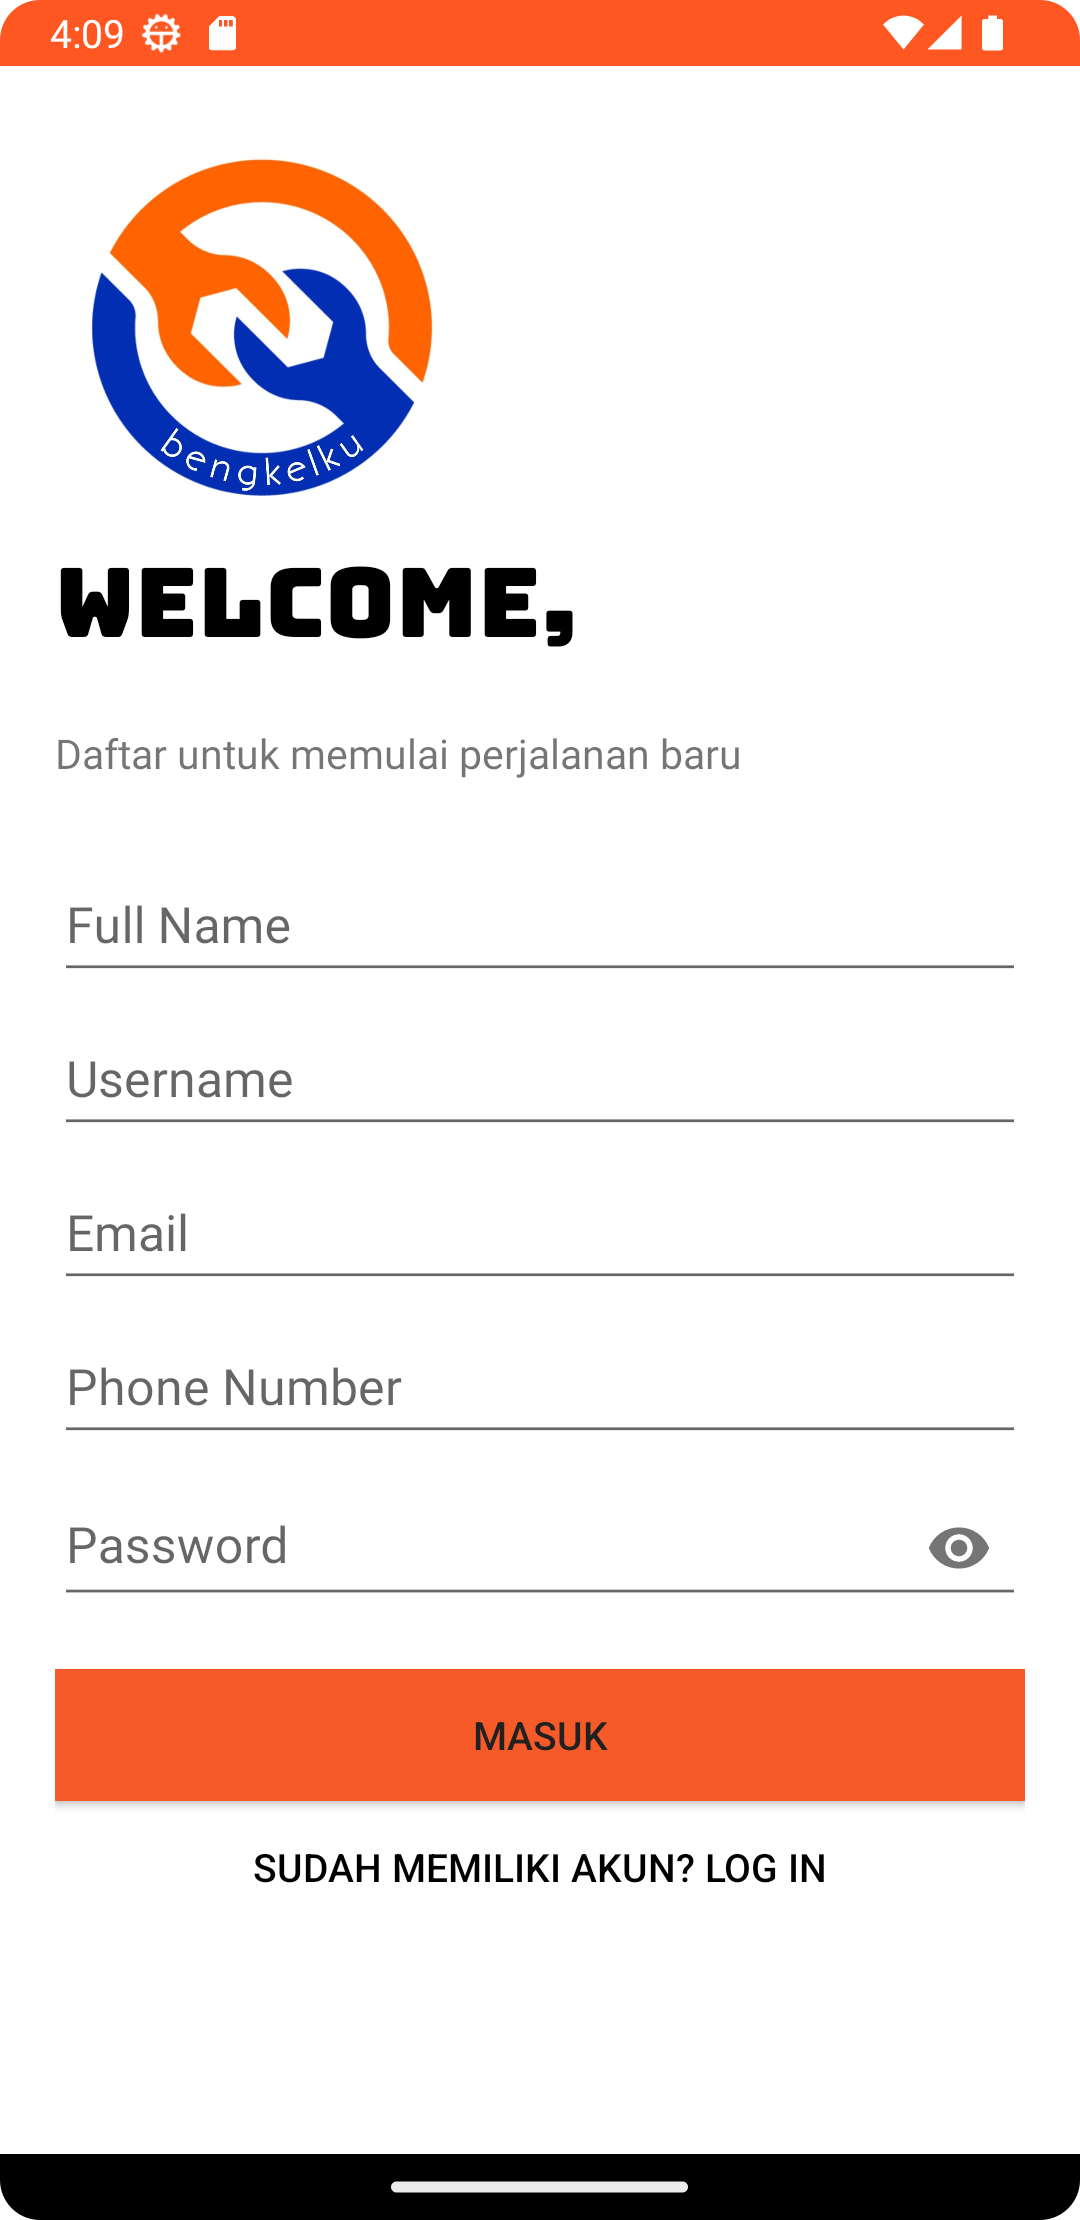 4:09
bengkelku
WELCOME,
Daftar untuk memulai perjalanan baru
Full Name
Username
Email
Phone Number
Password
MASUK
SUDAH MEMILIKI AKUN? LOG IN